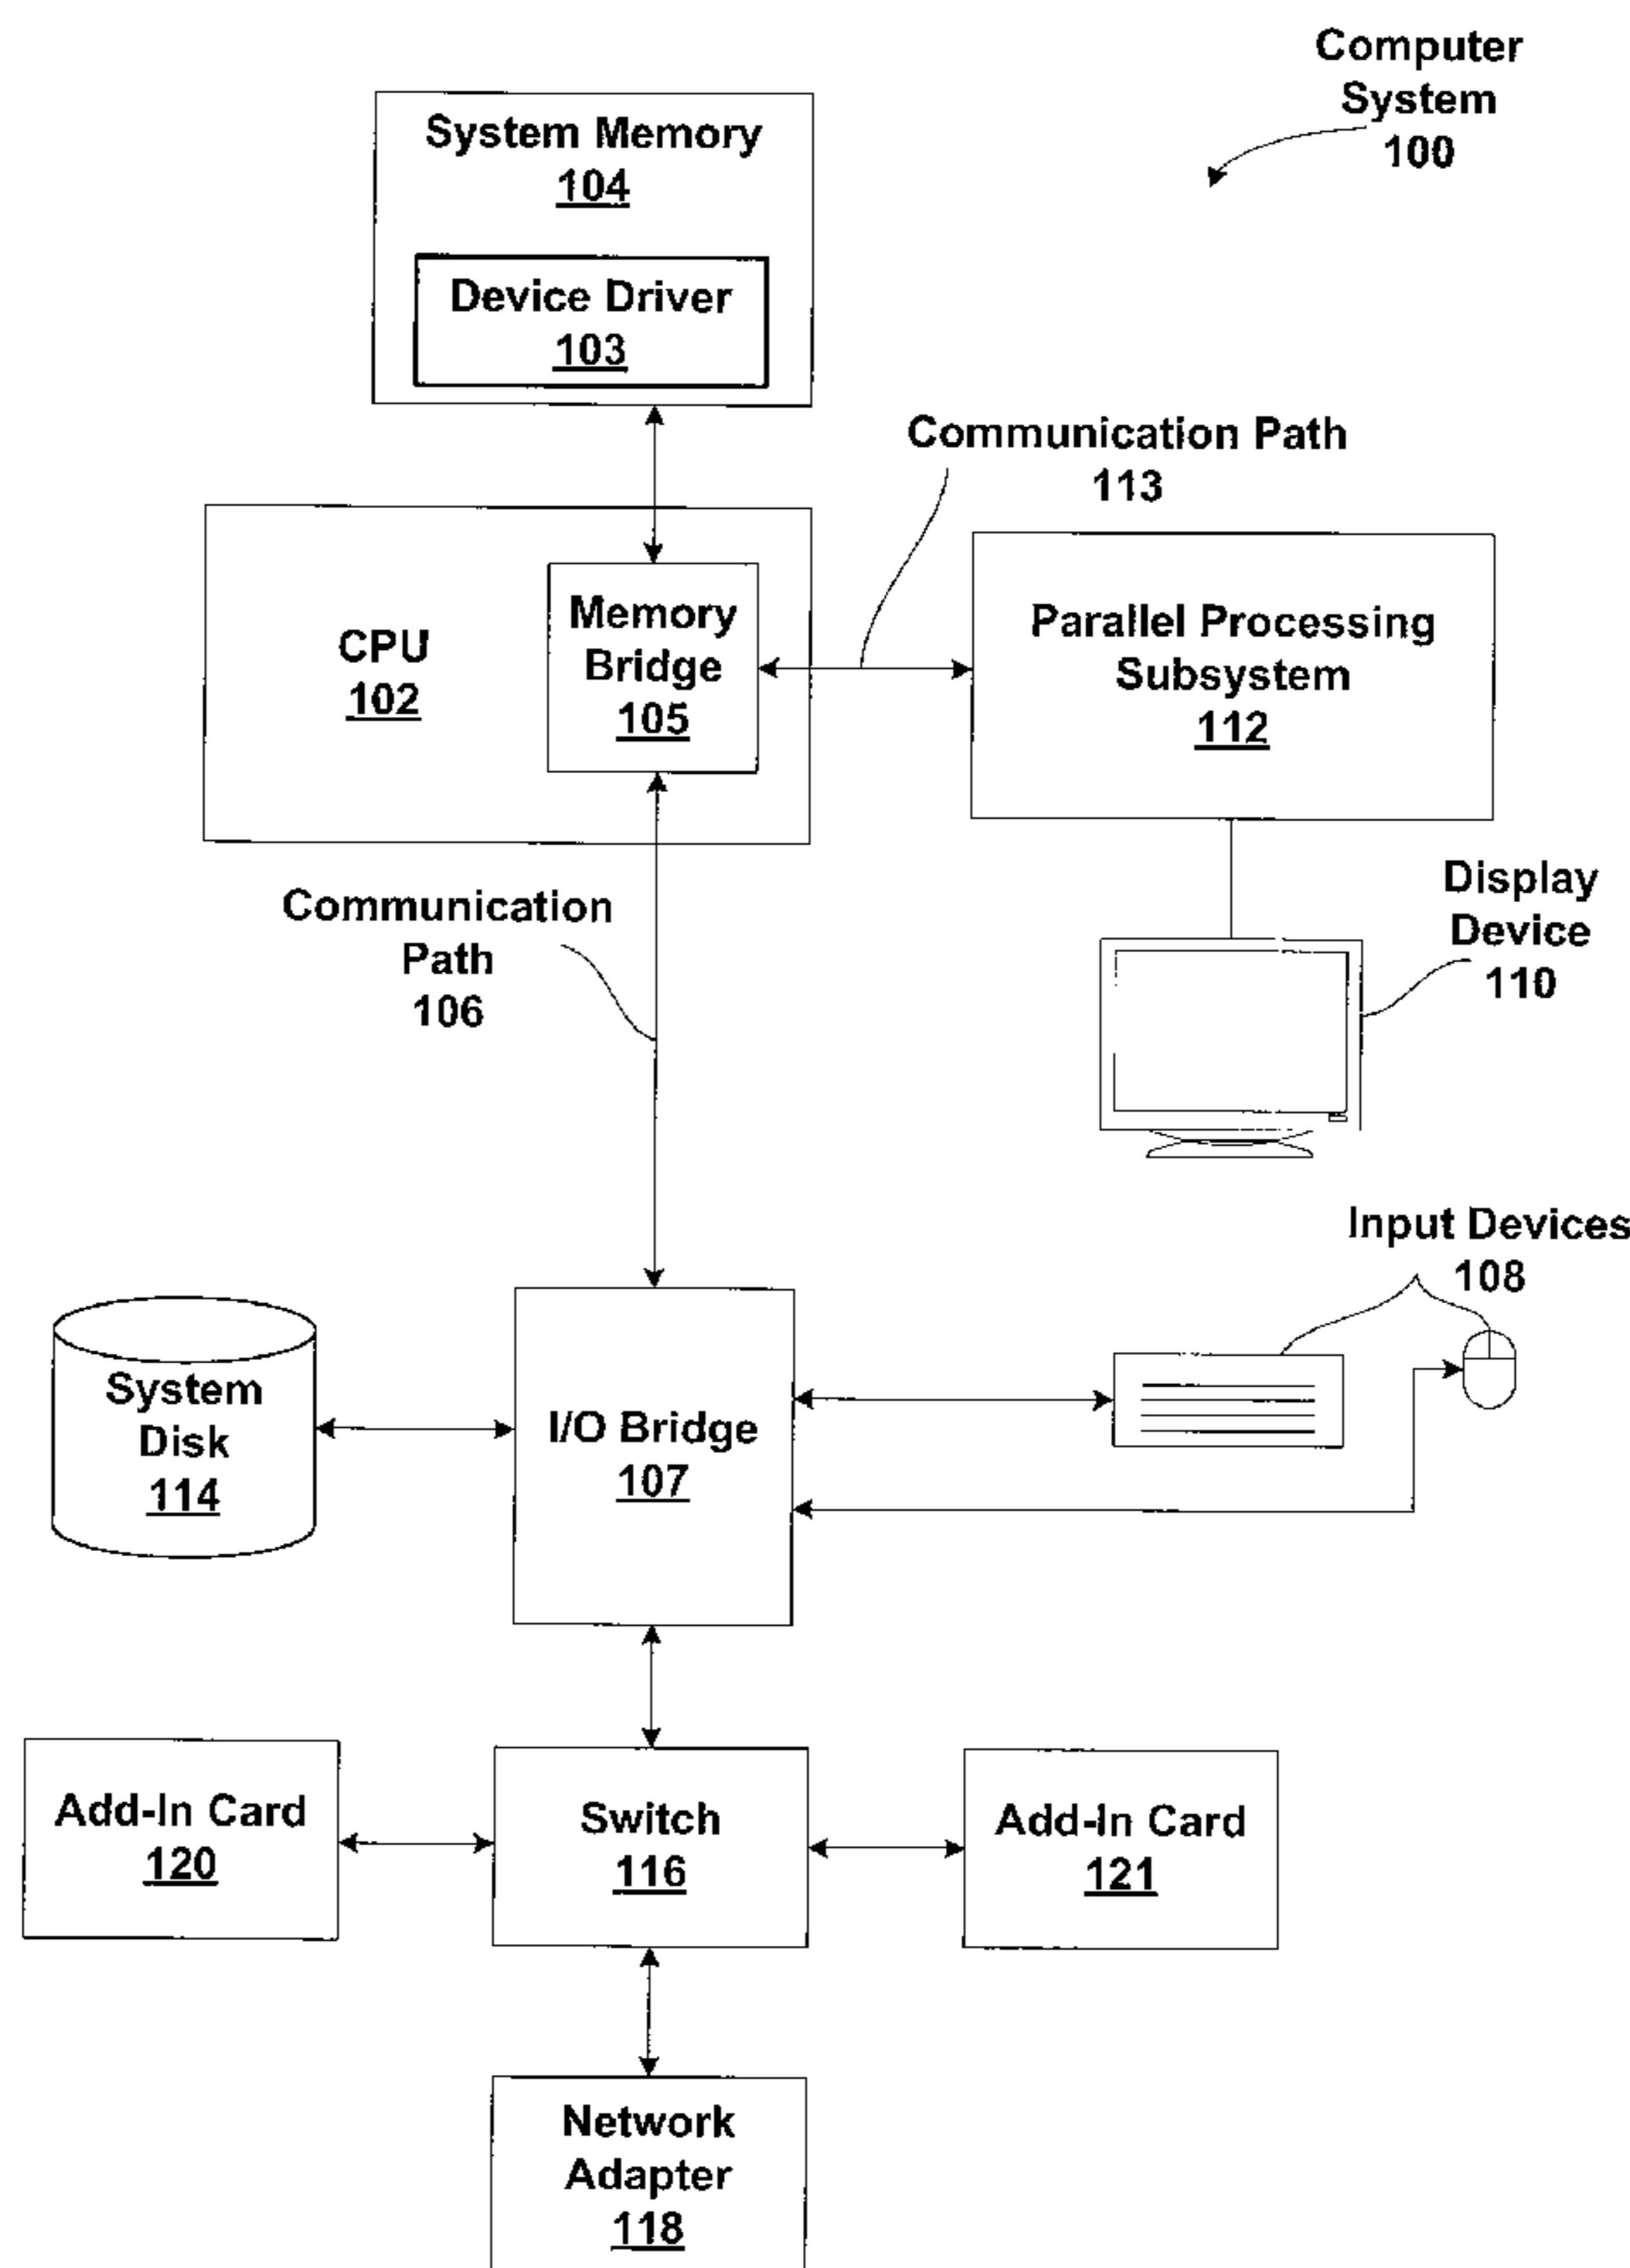 Computer
System
100
System Memory
104
Device Driver
103
Communication Path
113
CPU
102
Memory
Bridge
105
Parallel Processing
Subsystem
112
Communication
Path
106
Display
Device
110
Input Devices
108
System
Disk
114
I/O Bridge
107
Add-In Card
120
Switch
116
Add-In Card
121
Network
Adapter
118